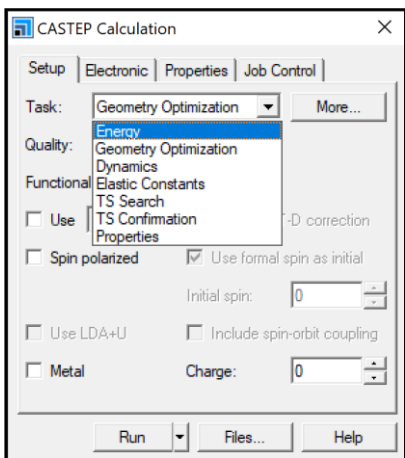 CASTEP Calculation
Setup Electronic Properties Job Control
Task: Geometry Optimization More...
Energy
Quality: Geometry Optimization
Dynamics
Functional Elastic Constants
TS Search
Use TS Confirmation -D correction
Properties
Spin polarized Use formal spin as initial
Initial spin: 0
Use LDA+U Include spin-orbit coupling
Metal Charge: 0
Run Files... Help